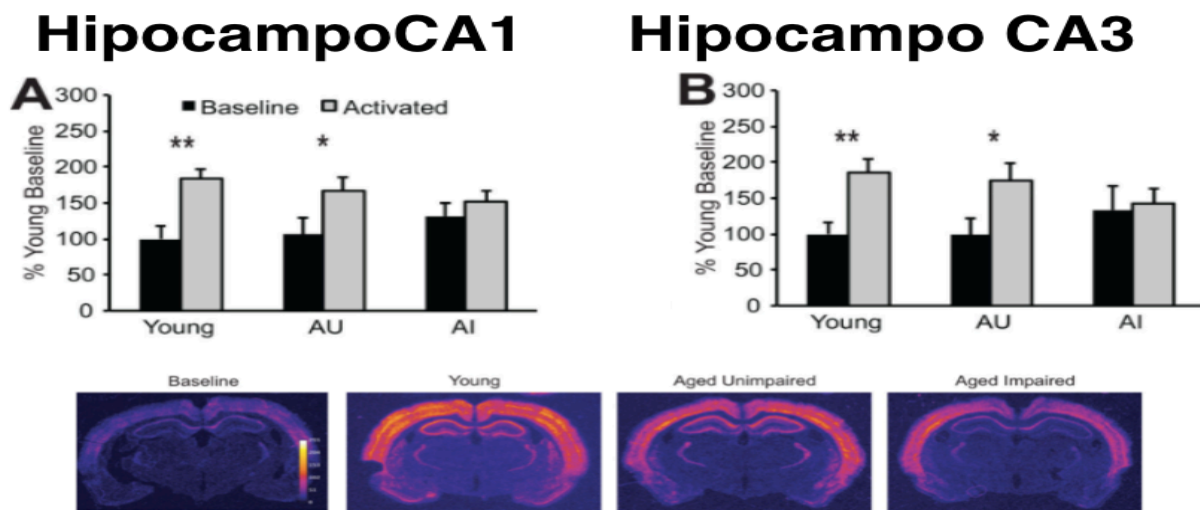 HipocampoCA1
Hipocampo CA3
A
300
250
200
150
100
50
0
% Young Baseline
Baseline
Activated
**
*
Young
AU
AI
B
300
250
200
150
100
50
0
% Young Baseline
**
*
Young
AU
AI
Baseline
Young
Aged Unimpaired
Aged Impaired